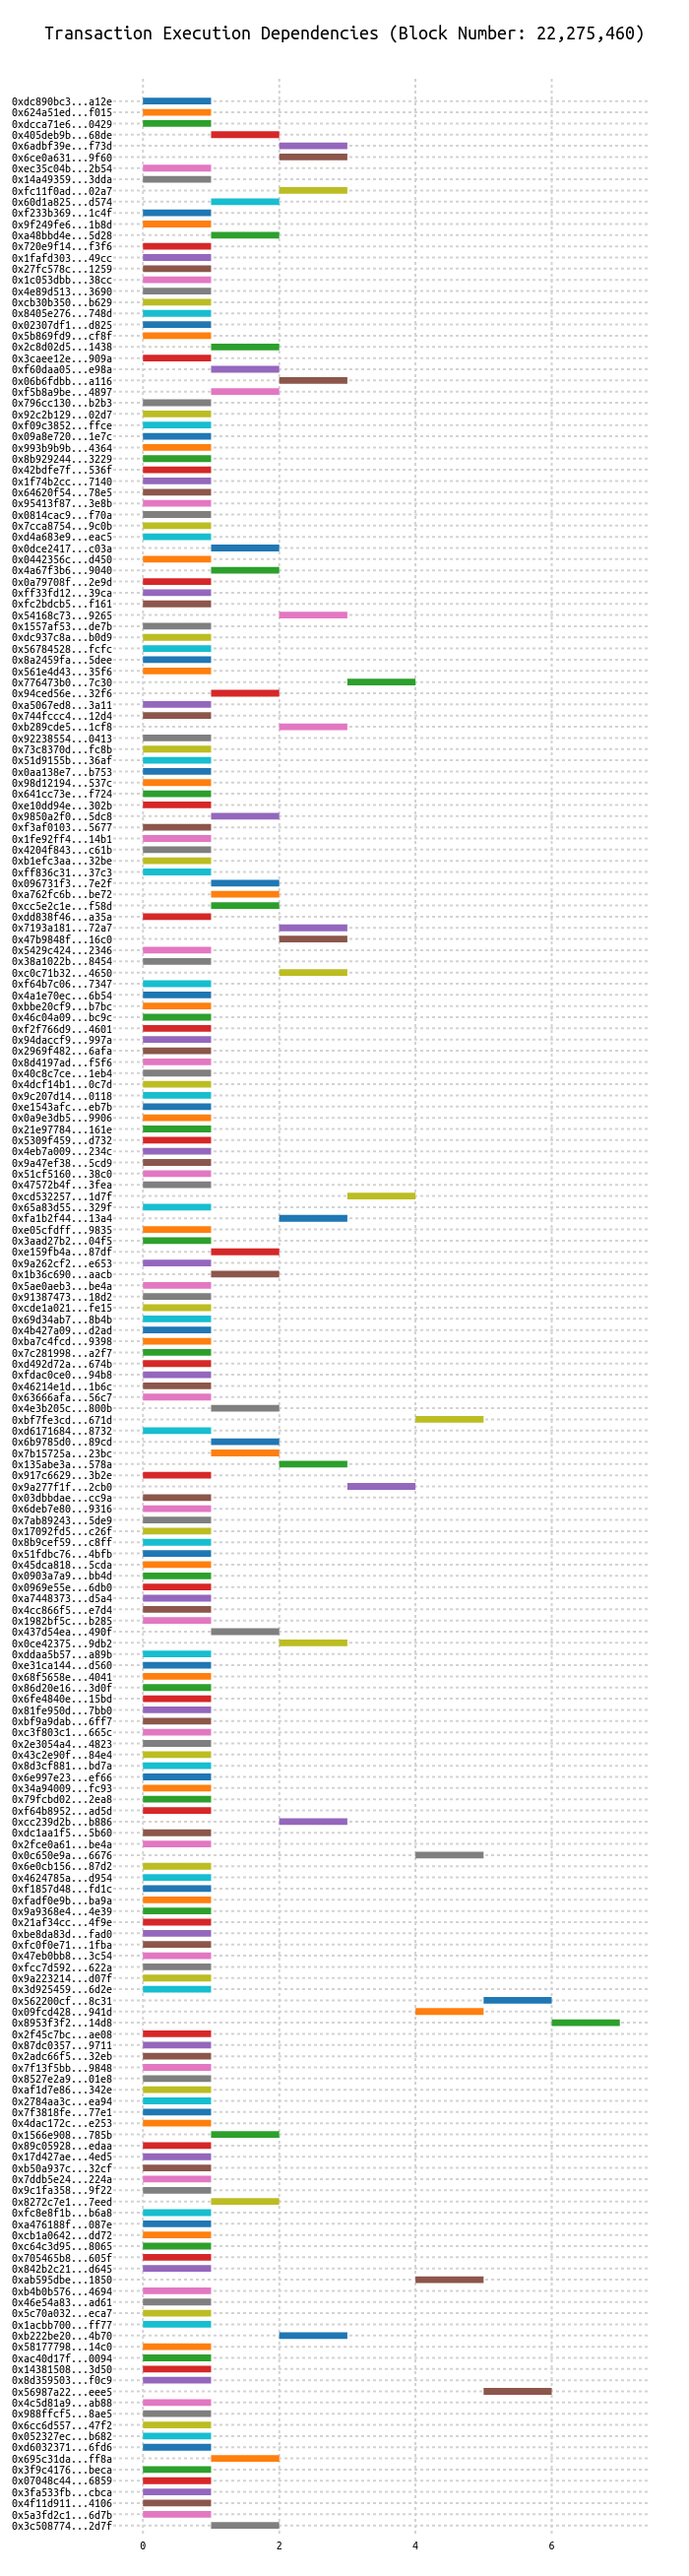 Transaction Execution Dependencies (Block Number: 22,275,460)
0xdc890bc3...a12e
0x624a51ed...f015
0xdcca71e6...0429
0x405deb9b...68de
0x6adbf39e...f73d
0x6ce0a631...9f60
0xec35c04b...2b54
0x14a49359...3dda
0xfc11f0ad...02a7
0x60d1a825...d574
0xf233b369...1c4f
0x9f249fe6...1b8d
0xa48bbd4e...5d28
0x720e9f14...f3f6
0x1fafd303...49cc
0x27fc578c...1259
0x1c053dbb...38cc
0x4e89d513...3690
0xcb30b350...b629
0x8405e276...748d
0x02307df1...d825
0x5b869fd9...cf8f
0x2c8d02d5...1438
0x3caee12e...909a
0xf60daa05...e98a
0x06b6fdbb...a116
0xf5b8a9be...4897
0x796cc130...b2b3
0x92c2b129...02d7
0xf09c3852...ffce
0x09a8e720...1e7c
0x993b9b9b...4364
0x8b929244...3229
0x42bdfe7f...536f
0x1f74b2cc...7140
0x64620f54...78e5
0x95413f87...3e8b
0x0814cac9...f70a
0x7cca8754...9c0b
0xd4a683e9...eac5
0x0dce2417...c03a
0x0442356c...d450
0x4a67f3b6...9040
0x0a79708f...2e9d
0xff33fd12...39ca
0xfc2bdcb5...f161
0x54168c73...9265
0x1557af53...de7b
0xdc937c8a...b0d9
0x56784528...fcfc
0x8a2459fa...5dee
0x561e4d43...35f6
0x776473b0...7c30
0x94ced56e...32f6
0xa5067ed8...3a11
0x744fccc4...12d4
0xb289cde5...1cf8
0x92238554...0413
0x73c8370d...fc8b
0x51d9155b...36af
0x0aa138e7...b753
0x98d12194...537c
0x641cc73e...f724
0xe10dd94e...302b
0x9850a2f0...5dc8
0xf3af0103...5677
0x1fe92ff4...14b1
0x4204f843...c61b
0xb1efc3aa...32be
0xff836c31...37c3
0x096731f3...7e2f
0xa762fc6b...be72
0xcc5e2c1e...f58d
0xdd838f46...a35a
0x7193a181...72a7
0x47b9848f...16c0
0x5429c424...2346
0x38a1022b...8454
0xc0c71b32...4650
0xf64b7c06...7347
0x4a1e70ec...6b54
0xbbe20cf9...b7bc
0x46c04a09...bc9c
0xf2f766d9...4601
0x94daccf9...997a
0x2969f482...6afa
0x8d4197ad...f5f6
0x40c8c7ce...1eb4
0x4dcf14b1...0c7d
0x9c207d14...0118
0xe1543afc...eb7b
0x0a9e3db5...9906
0x21e97784...161e
0x5309f459...d732
0x4eb7a009...234c
0x9a47ef38...5cd9
0x51cf5160...38c0
0x47572b4f...3fea
0xcd532257...1d7f
0x65a83d55...329f
0xfa1b2f44...13a4
0xe05cfdff...9835
0x3aad27b2...04f5
0xe159fb4a...87df
0x9a262cf2...e653
0x1b36c690...aacb
0x5ae0aeb3...be4a
0x91387473...18d2
0xcde1a021...fe15
0x69d34ab7...8b4b
0x4b427a09...d2ad
0xba7c4fcd...9398
0x7c281998...a2f7
0xd492d72a...674b
0xfdac0ce0...94b8
0x46214e1d...1b6c
0x63666afa...56c7
0x4e3b205c...800b
0xbf7fe3cd...671d
0xd6171684...8732
0x6b9785d0...89cd
0x7b15725a...23bc
0x135abe3a...578a
0x917c6629...3b2e
0x9a277f1f...2cb0
0x03dbbdae...cc9a
0x6deb7e80...9316
0x7ab89243...5de9
0x17092fd5...c26f
0x8b9cef59...c8ff
0x51fdbc76...4bfb
0x45dca818...5cda
0x0903a7a9...bb4d
0x0969e55e...6db0
0xa7448373...d5a4
0x4cc866f5...e7d4
0x1982bf5c...b285
0x437d54ea...490f
0x0ce42375...9db2
0xddaa5b57...a89b
0xe31ca144...d560
0x68f5658e...4041
0x86d20e16...3d0f
0x6fe4840e...15bd
0x81fe950d...7bb0
0xbf9a9dab...6ff7
0xc3f803c1...665c
0x2e3054a4...4823
0x43c2e90f...84e4
0x8d3cf881...bd7a
0x6e997e23...ef66
0x34a94009...fc93
0x79fcbd02...2ea8
0xf64b8952...ad5d
0xcc239d2b...b886
0xdc1aa1f5...5b60
0x2fce0a61...be4a
0x0c650e9a...6676
0x6e0cb156...87d2
0x4624785a...d954
0xf1857d48...fd1c
0xfadf0e9b...ba9a
0x9a9368e4...4e39
0x21af34cc...4f9e
0xbe8da83d...fad0
0xfc0f0e71...1fba
0x47eb0bb8...3c54
0xfcc7d592...622a
0x9a223214...d07f
0x3d925459...6d2e
0x562200cf...8c31
0x09fcd428...941d
0x8953f3f2...14d8
0x2f45c7bc...ae08
0x87dc0357...9711
0x2adc66f5...32eb
0x7f13f5bb...9848
0x8527e2a9...01e8
0xaf1d7e86...342e
0x2784aa3c...ea94
0x7f3818fe...77e1
0x4dac172c...e253
0x1566e908...785b
0x89c05928...edaa
0x17d427ae...4ed5
0xb50a937c...32cf
0x7ddb5e24...224a
0x9c1fa358...9f22
0x8272c7e1...7eed
0xfc8e8f1b...b6a8
0xa476188f...087e
0xcb1a0642...dd72
0xc64c3d95...8065
0x705465b8...605f
0x842b2c21...d645
0xab595dbe...1850
0xb4b0b576...4694
0x46e54a83...ad61
0x5c70a032...eca7
0x1acbb700...ff77
0xb222be20...4b70
0x58177798...14c0
0xac40d17f...0094
0x14381508...3d50
0x8d359503...f0c9
0x56987a22...eee5
0x4c5d81a9...ab88
0x988ffcf5...8ae5
0x6cc6d557...47f2
0x052327ec...b682
0xd6032371...6fd6
0x695c31da...ff8a
0x3f9c4176...beca
0x07048c44...6859
0x3fa533fb...cbca
0x4f11d911...4106
0x5a3fd2c1...6d7b
0x3c508774...2d7f
0 2 4 6